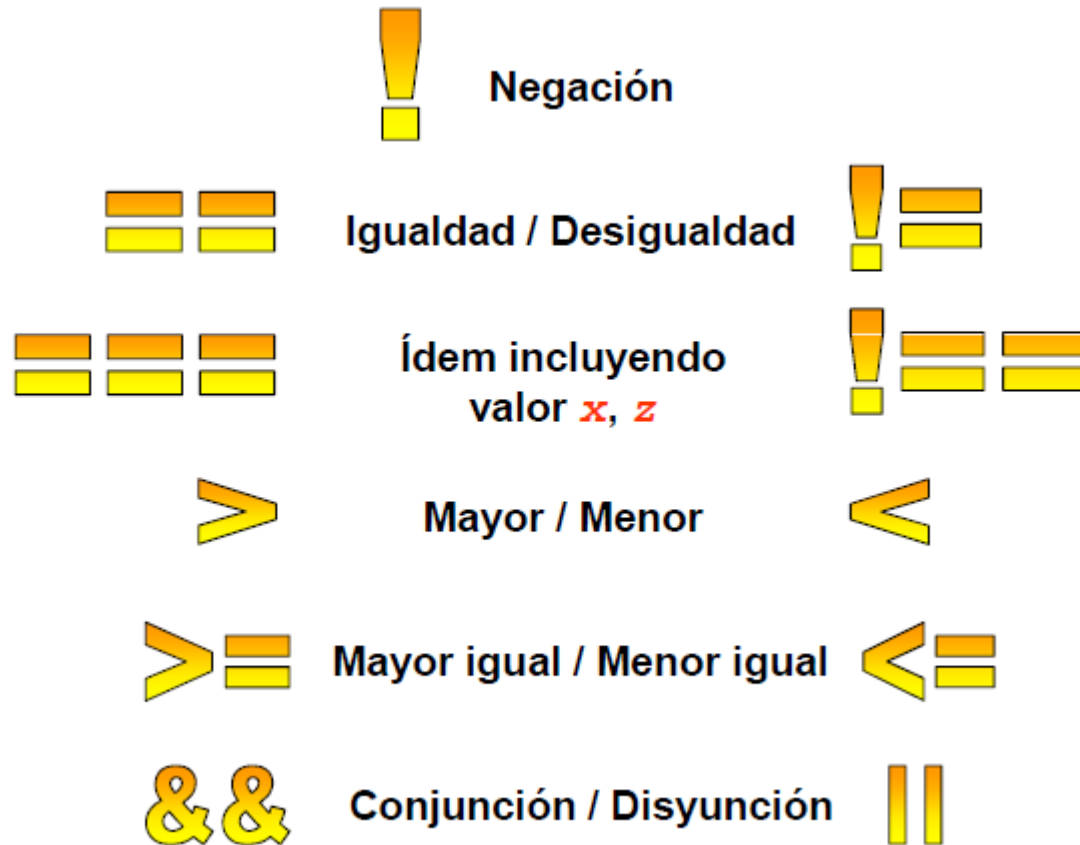 ! Negación
== Igualdad / Desigualdad !=
=== Ídem incluyendo !==
valor x, z
> Mayor / Menor <
>= Mayor igual / Menor igual <=
&& Conjunción / Disyunción ||